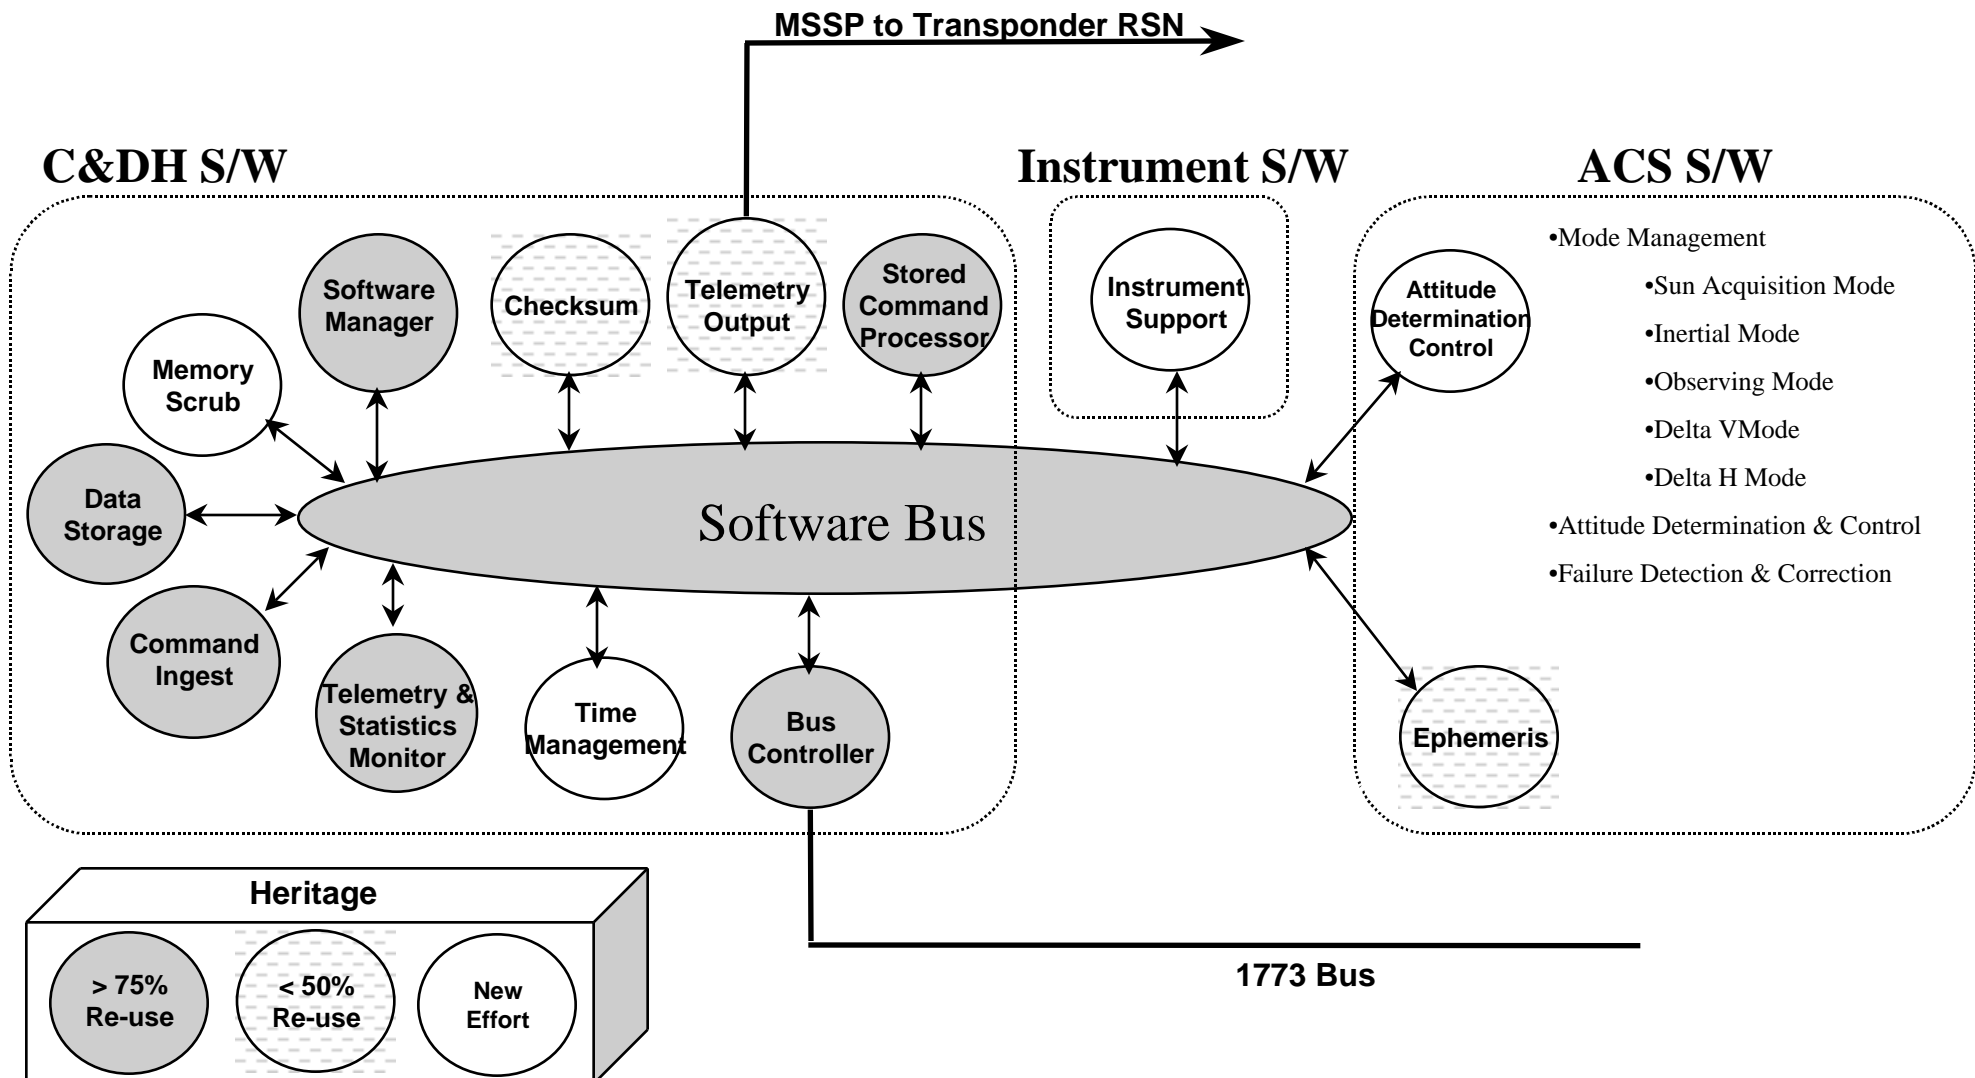 MSSP to Transponder RSN
C&DH S/W
Instrument S/W
ACS S/W
Software
Manager
Checksum
Telemetry
Output
Stored
Command
Processor
Instrument
Support
Attitude
Determination
Control
•Mode Management
•Sun Acquisition Mode
•Inertial Mode
•Observing Mode
•Delta VMode
•Delta H Mode
•Attitude Determination & Control
•Failure Detection & Correction
Memory
Scrub
Data
Storage
Software Bus
Command
Ingest
Telemetry &
Statistics
Monitor
Time
Management
Bus
Controller
Ephemeris
Heritage
> 75%
Re-use
< 50%
Re-use
New
Effort
1773 Bus